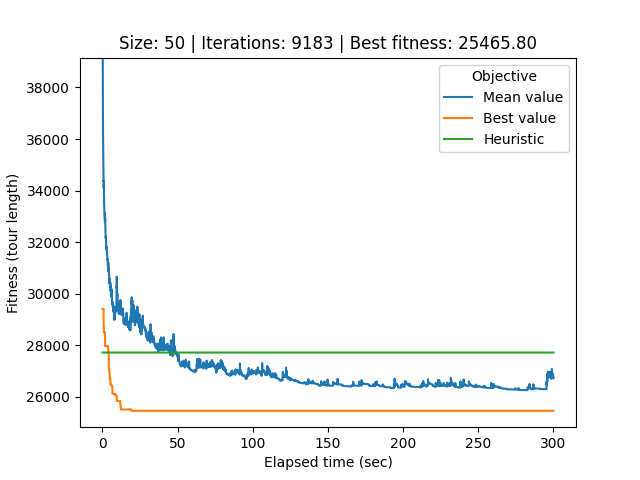 Size: 50 | Iterations: 9183 | Best fitness: 25465.80
Objective
Mean value
Best value
Heuristic
Fitness (tour length)
38000
36000
34000
32000
30000
28000
26000
0 50 100 150 200 250 300
Elapsed time (sec)